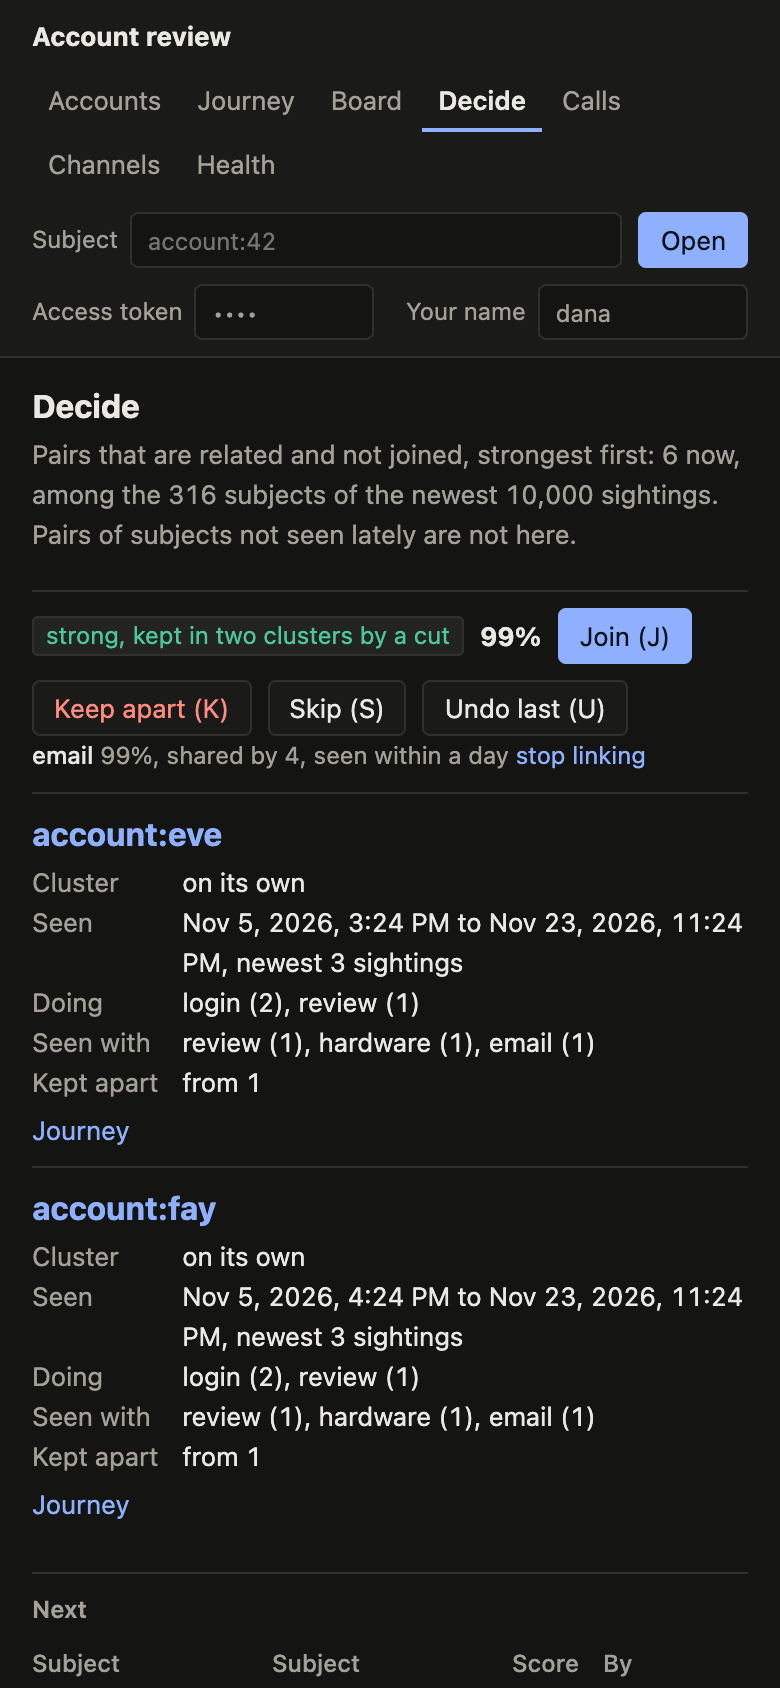 Account review
Accounts Journey Board Decide Calls
Channels Health
Subject account:42 Open
Access token •••• Your name dana
Decide
Pairs that are related and not joined, strongest first: 6 now,
among the 316 subjects of the newest 10,000 sightings.
Pairs of subjects not seen lately are not here.
strong, kept in two clusters by a cut 99% Join (J)
Keep apart (K) Skip (S) Undo last (U)
email 99%, shared by 4, seen within a day stop linking
account:eve
Cluster on its own
Seen Nov 5, 2026, 3:24 PM to Nov 23, 2026, 11:24
PM, newest 3 sightings
Doing login (2), review (1)
Seen with review (1), hardware (1), email (1)
Kept apart from 1
Journey
account:fay
Cluster on its own
Seen Nov 5, 2026, 4:24 PM to Nov 23, 2026, 11:24
PM, newest 3 sightings
Doing login (2), review (1)
Seen with review (1), hardware (1), email (1)
Kept apart from 1
Journey
Next
Subject Subject Score By